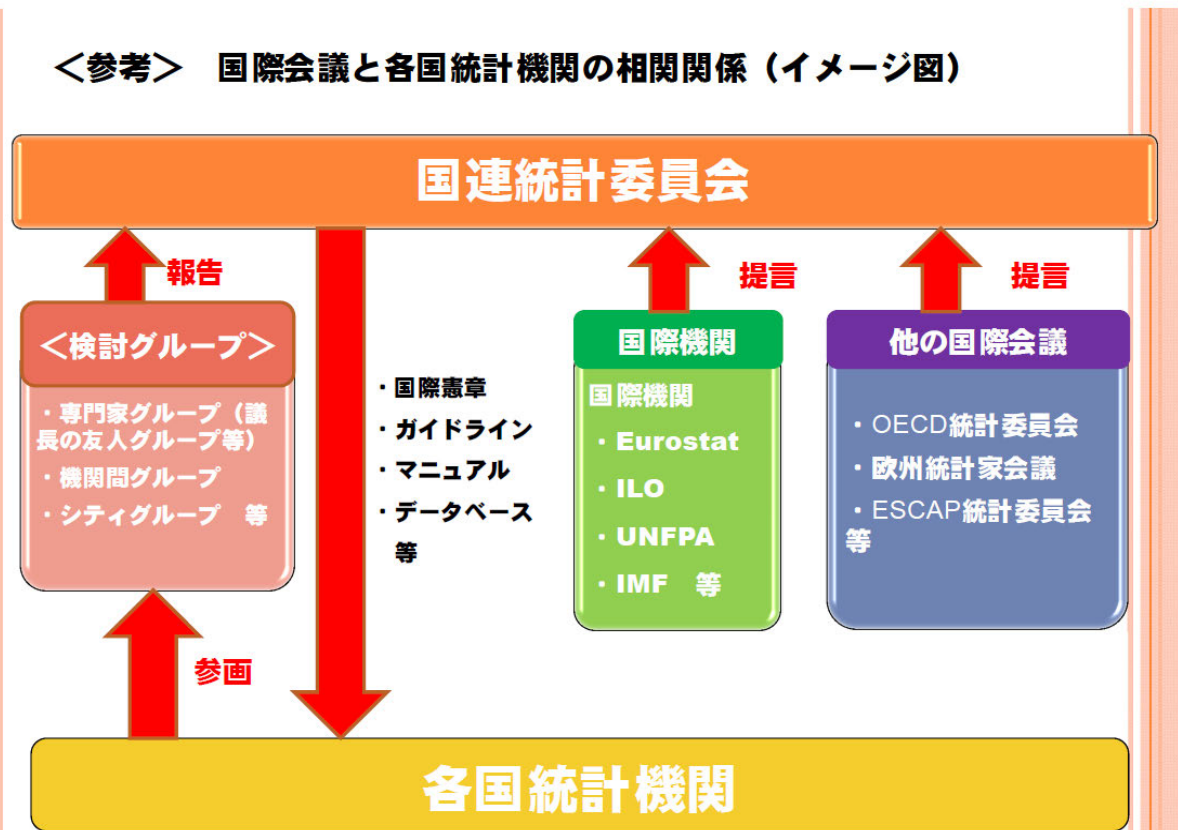 ＜参考＞　国際会議と各国統計機関の相関関係（イメージ図）
国連統計委員会
報告
提言
提言
＜検討グループ＞
・専門家グループ（議
長の友人グループ等）
・機関間グループ
・シティグループ　等
・国際憲章
・ガイドライン
・マニュアル
・データベース
等
国際機関
国際機関
・Eurostat
・ILO
・UNFPA
・IMF　等
他の国際会議
・OECD統計委員会
・欧州統計家会議
・ESCAP統計委員会
等
参画
各国統計機関